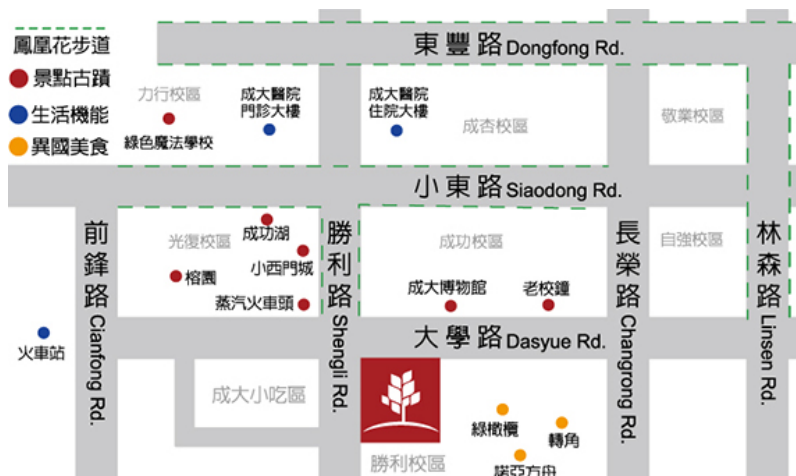 鳳凰花步道
景點古蹟
生活機能
異國美食
東豐路 Dongfong Rd.
力行校區
綠色魔法學校
成大醫院
門診大樓
成大醫院
住院大樓
成杏校區
敬業校區
小東路 Siaodong Rd.
前鋒路 Cianfong Rd.
光復校區
成功湖
小西門城
榕園
蒸汽火車頭
勝利路 Shengli Rd.
成功校區
成大博物館
老校鐘
長榮路 Changrong Rd.
自強校區
林森路 Linsen Rd.
大學路 Dasyue Rd.
火車站
成大小吃區
勝利校區
綠橄欖
轉角
諾亞方舟